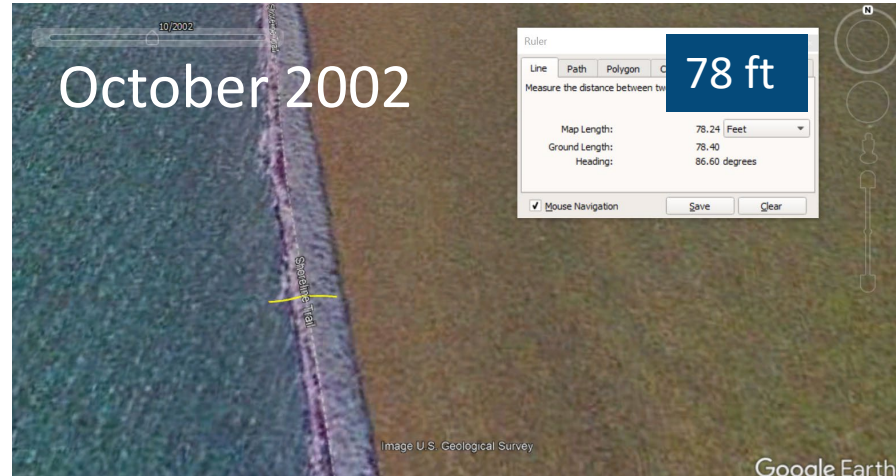 10/2002
October 2002
N
Ruler
Line Path Polygon
78 ft
Measure the distance between
Map Length: 78.24 Feet
Ground Length: 78.40
Heading: 86.60 degrees
Mouse Navigation Save Clear
Shoreline Trail
Image U.S. Geological Survey
Google Earth